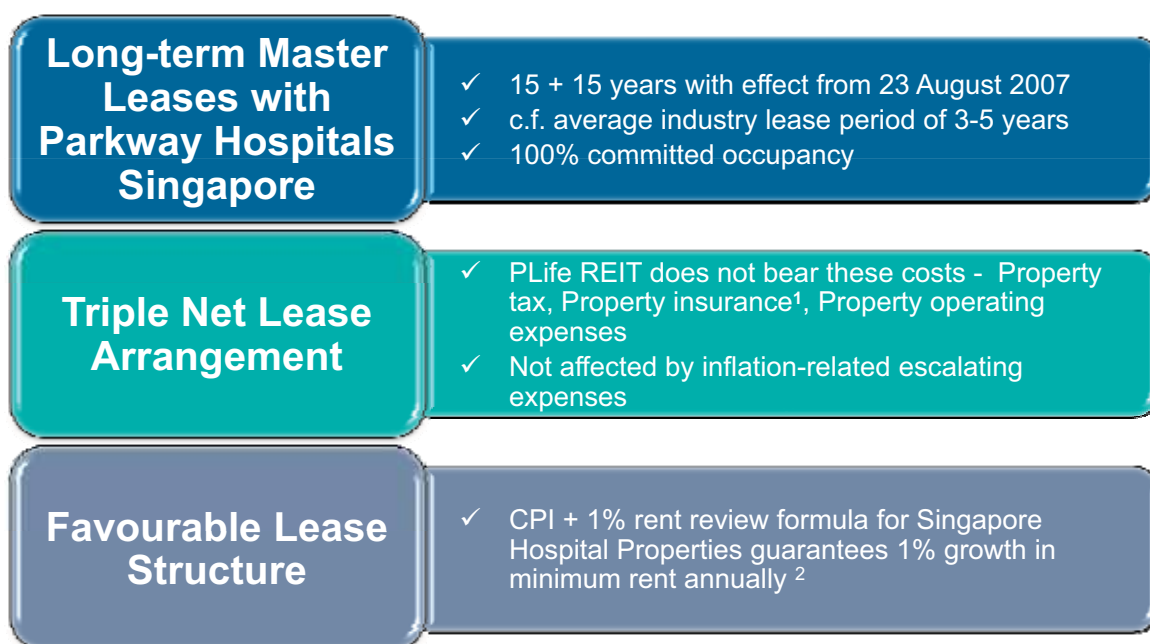 Long-term Master
Leases with
Parkway Hospitals
Singapore
✓ 15 + 15 years with effect from 23 August 2007
✓ c.f. average industry lease period of 3-5 years
✓ 100% committed occupancy
Triple Net Lease
Arrangement
✓ PLife REIT does not bear these costs - Property
tax, Property insurance¹, Property operating
expenses
✓ Not affected by inflation-related escalating
expenses
Favourable Lease
Structure
✓ CPI + 1% rent review formula for Singapore
Hospital Properties guarantees 1% growth in
minimum rent annually ²